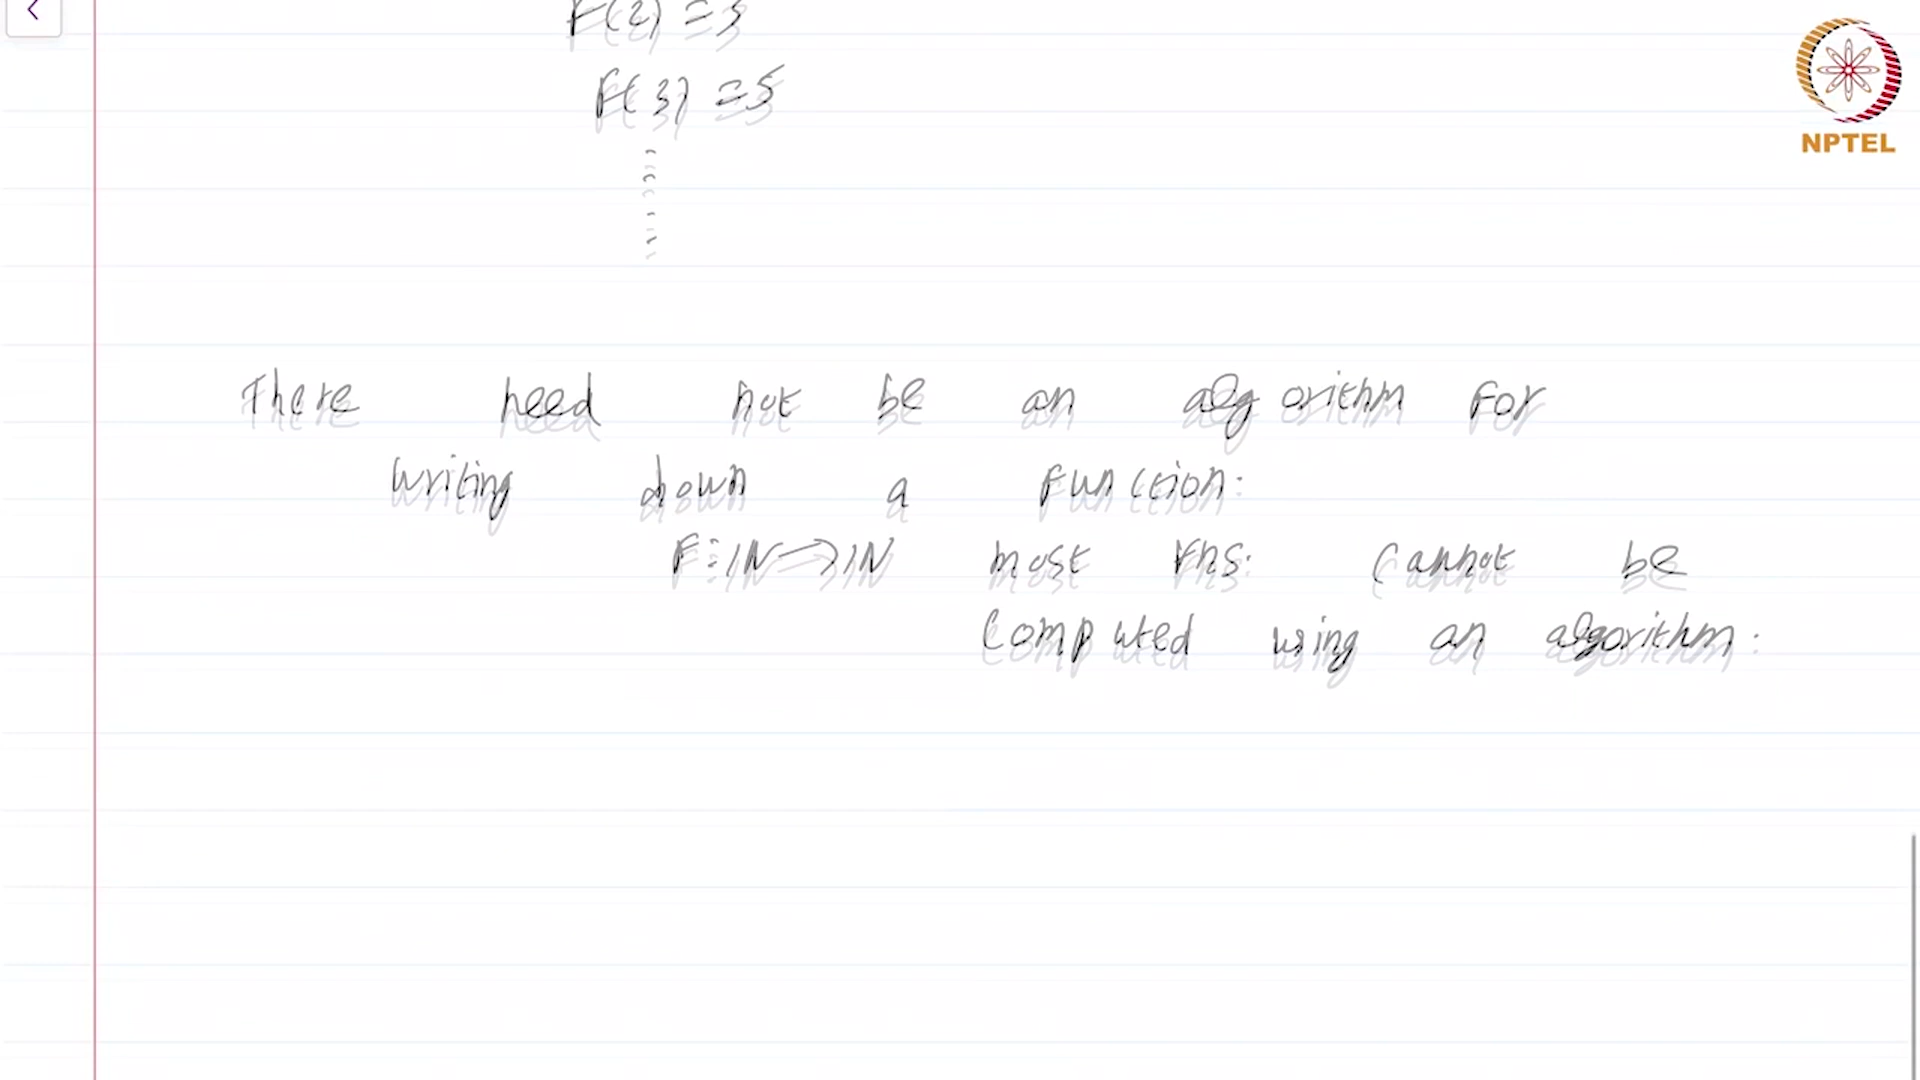 F(2) = 3
F(3) = 5
There need not be an algorithm for
writing down a function.
F: IN → IN most fns. cannot be
computed using an algorithm.
NPTEL